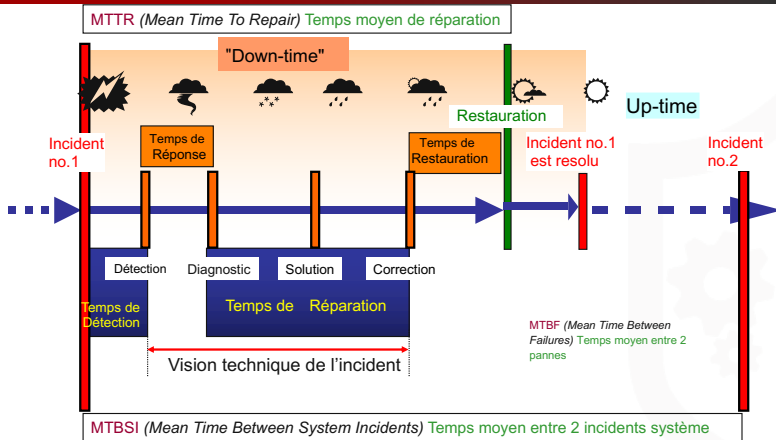 MTTR (Mean Time To Repair) Temps moyen de réparation
"Down-time"
Up-time
Restauration
Incident
no.1
Temps de
Réponse
Temps de
Restauration
Incident no.1
est resolu
Incident
no.2
Détection
Diagnostic
Solution
Correction
Temps de
Détection
Temps de Réparation
MTBF (Mean Time Between
Failures) Temps moyen entre 2
pannes
Vision technique de l'incident
MTBSI (Mean Time Between System Incidents) Temps moyen entre 2 incidents système